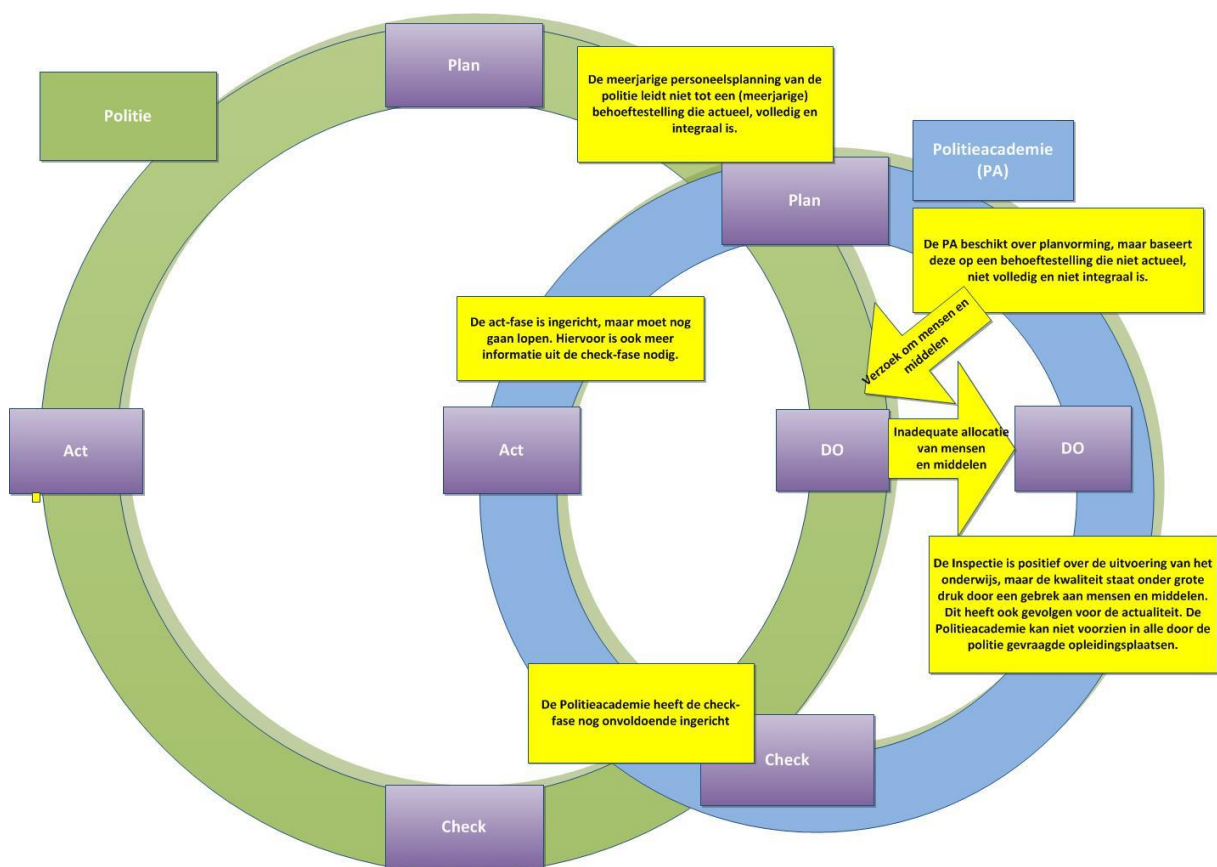 Plan
Politie
De meerjarige personeelsplanning van de
politie leidt niet tot een (meerjarige)
behoeftestelling die actueel, volledig en
integraal is.
Politieacademie
(PA)
Plan
De PA beschikt over planvorming, maar baseert
deze op een behoeftestelling die niet actueel,
niet volledig en niet integraal is.
De act-fase is ingericht, maar moet nog
gaan lopen. Hiervoor is ook meer
informatie uit de check-fase nodig.
Verzoek om mensen en
middelen
Act
Act
DO
Inadequate allocatie
van mensen
en middelen
DO
De Inspectie is positief over de uitvoering van het
onderwijs, maar de kwaliteit staat onder grote
druk door een gebrek aan mensen en middelen.
Dit heeft ook gevolgen voor de actualiteit. De
Politieacademie kan niet voorzien in alle door de
politie gevraagde opleidingsplaatsen.
De Politieacademie heeft de check-
fase nog onvoldoende ingericht
Check
Check